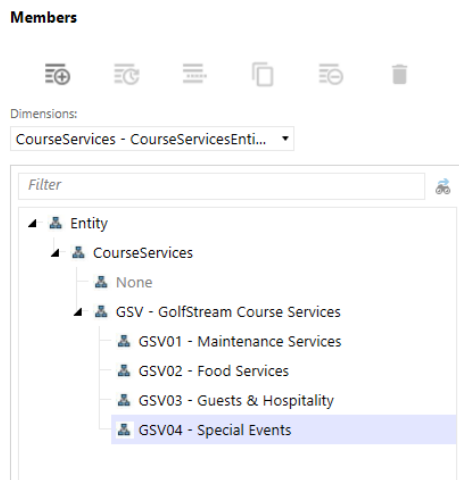 Members
Dimensions:
CourseServices - CourseServicesEnti...
Filter
Entity
CourseServices
None
GSV - GolfStream Course Services
GSV01 - Maintenance Services
GSV02 - Food Services
GSV03 - Guests & Hospitality
GSV04 - Special Events